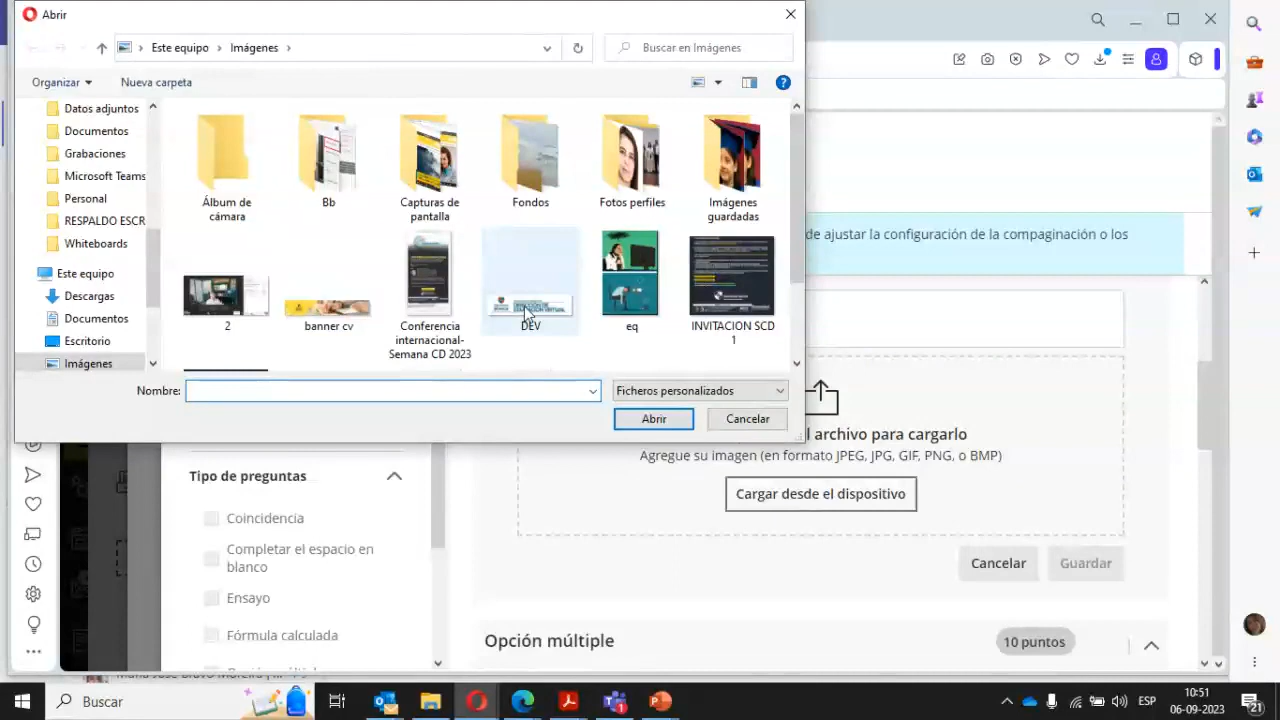 Abrir
Este equipo > Imágenes >
Buscar en Imágenes
Organizar
Nueva carpeta
Datos adjuntos
Documentos
Grabaciones
Microsoft Teams
Personal
RESPALDO ESCR
Whiteboards
Este equipo
Descargas
Documentos
Escritorio
Imágenes
Álbum de cámara
Bb
Capturas de pantalla
Fondos
Fotos perfiles
Imágenes guardadas
2
banner cv
Conferencia internacional-Semana CD 2023
DEV
eq
INVITACION SCD 1
Nombre:
Ficheros personalizados
Abrir
Cancelar
de ajustar la configuración de la compaginación o los
l archivo para cargarlo
Agregue su imagen (en formato JPEG, JPG, GIF, PNG, o BMP)
Cargar desde el dispositivo
Cancelar
Guardar
Tipo de preguntas
Coincidencia
Completar el espacio en
blanco
Ensayo
Fórmula calculada
Opción múltiple
10 puntos
Buscar
ESP
10:51
06-09-2023
21